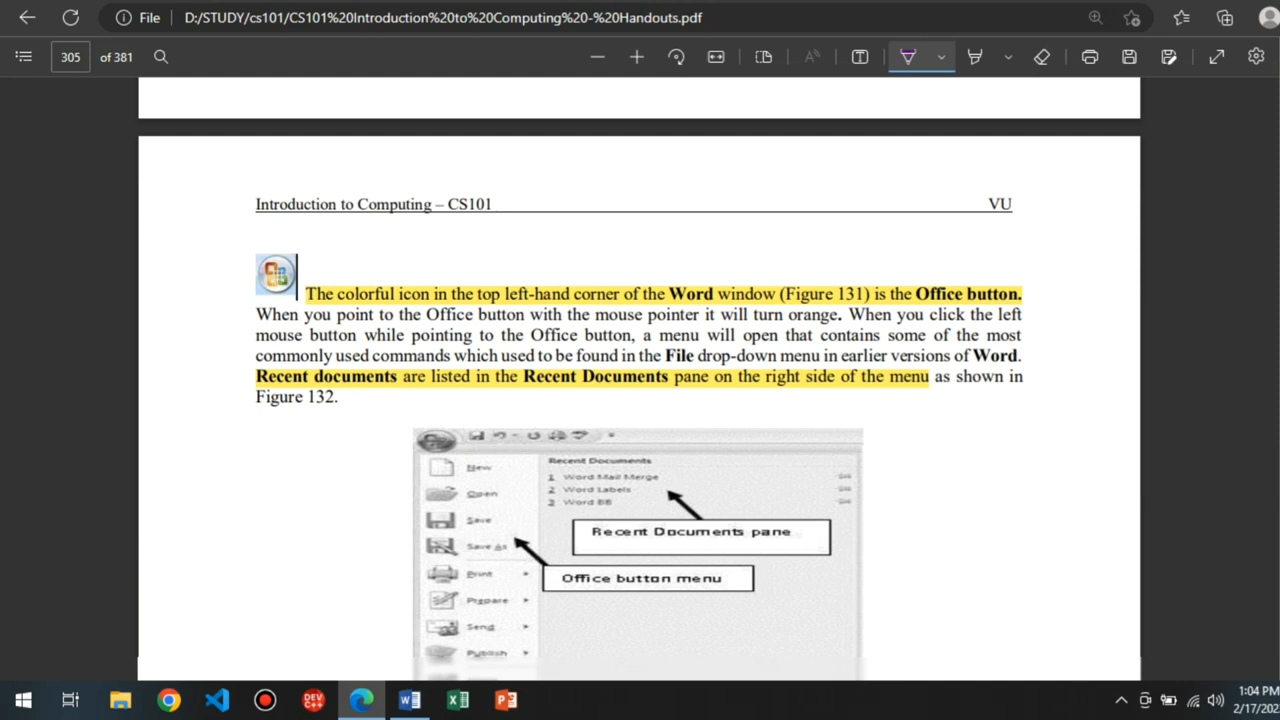 File D:/STUDY/cs101/CS101%20Introduction%20to%20Computing%20-%20Handouts.pdf
305 of 381
Introduction to Computing – CS101 VU
The colorful icon in the top left-hand corner of the Word window (Figure 131) is the Office button.
When you point to the Office button with the mouse pointer it will turn orange. When you click the left
mouse button while pointing to the Office button, a menu will open that contains some of the most
commonly used commands which used to be found in the File drop-down menu in earlier versions of Word.
Recent documents are listed in the Recent Documents pane on the right side of the menu as shown in
Figure 132.
Recent Documents
New
1 Word Mail Merge
2 Word Labels
Open
3 Word BB
Save
Recent Documents pane
Save As
Print
Office button menu
Prepare
Send
Publish
DEV C++
1:04 PM
2/17/202